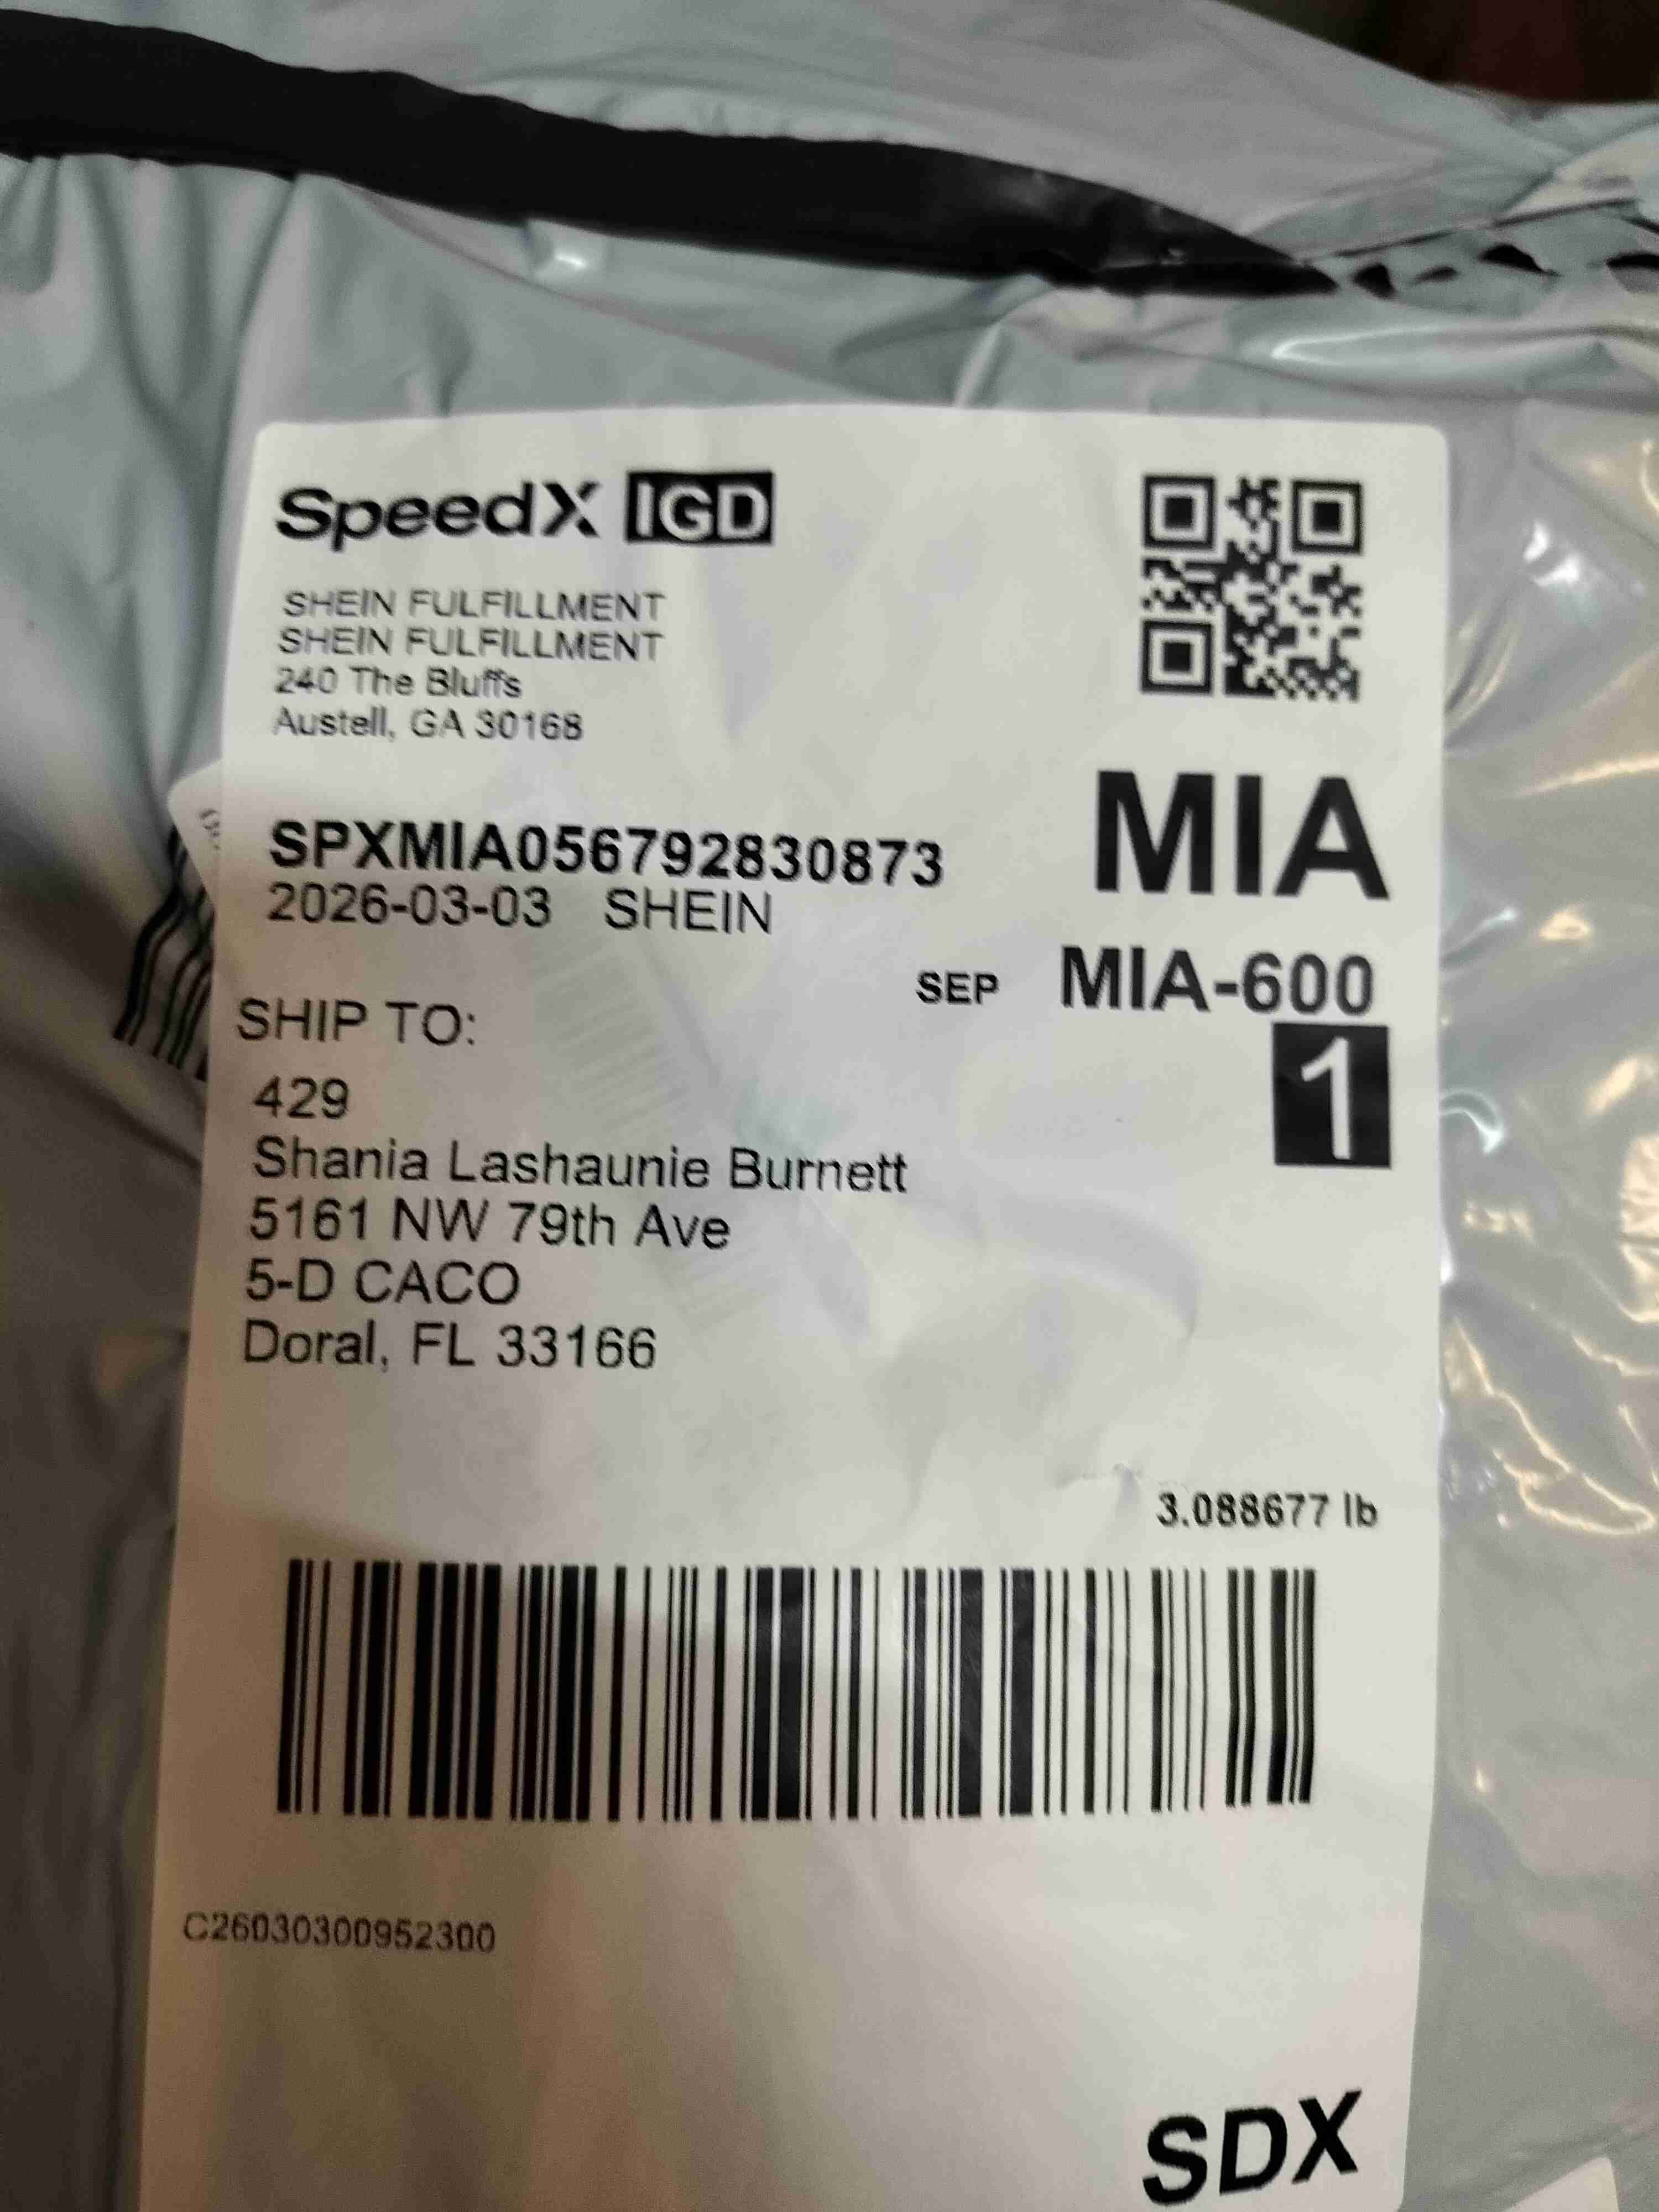 SpeedX IGD
SHEIN FULFILLMENT
SHEIN FULFILLMENT
240 The Bluffs
Austell, GA 30168
MIA
SPXMIA056792830873
2026-03-03 SHEIN
SEP MIA-600
1
SHIP TO:
429
Shania Lashaunie Burnett
5161 NW 79th Ave
5-D CACO
Doral, FL 33166
3.088677 lb
C26030300952300
SDX